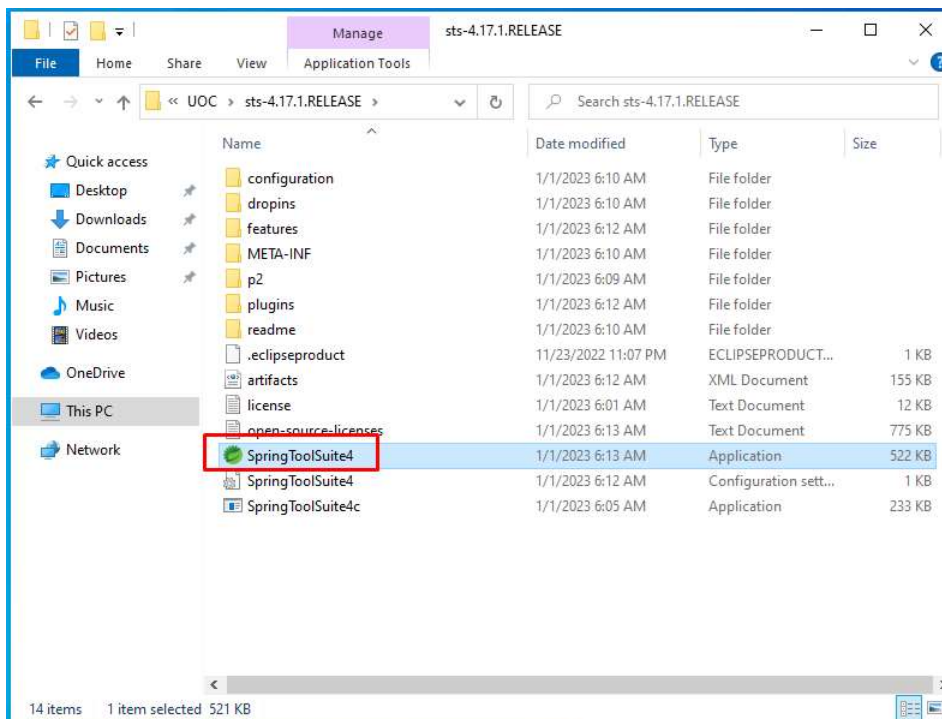 Manage
sts-4.17.1.RELEASE
File Home Share View Application Tools
« UOC > sts-4.17.1.RELEASE >
Search sts-4.17.1.RELEASE
Name Date modified Type Size
Quick access
Desktop
Downloads
Documents
Pictures
Music
Videos
OneDrive
This PC
Network
configuration 1/1/2023 6:10 AM File folder
dropins 1/1/2023 6:10 AM File folder
features 1/1/2023 6:12 AM File folder
META-INF 1/1/2023 6:10 AM File folder
p2 1/1/2023 6:09 AM File folder
plugins 1/1/2023 6:12 AM File folder
readme 1/1/2023 6:10 AM File folder
.eclipseproduct 11/23/2022 11:07 PM ECLIPSEPRODUCT... 1 KB
artifacts 1/1/2023 6:12 AM XML Document 155 KB
license 1/1/2023 6:01 AM Text Document 12 KB
open-source-licenses 1/1/2023 6:13 AM Text Document 775 KB
SpringToolSuite4 1/1/2023 6:13 AM Application 522 KB
SpringToolSuite4 1/1/2023 6:12 AM Configuration sett... 1 KB
SpringToolSuite4c 1/1/2023 6:05 AM Application 233 KB
14 items 1 item selected 521 KB